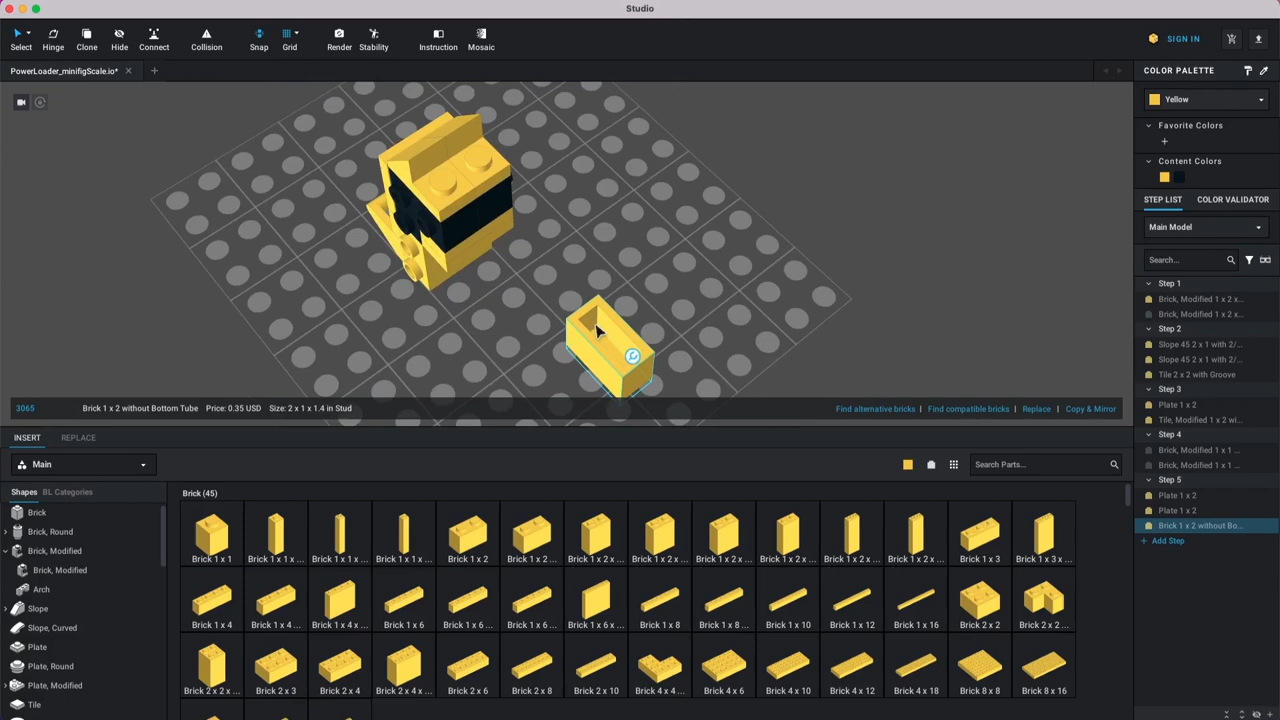 Studio
Select Hinge Clone Hide Connect Collision Snap Grid Render Stability Instruction Mosaic SIGN IN
PowerLoader_minifigScale.io*
COLOR PALETTE
Yellow
Favorite Colors
Content Colors
STEP LIST COLOR VALIDATOR
Main Model
Search...
Step 1
Brick, Modified 1 x 2 x...
Brick, Modified 1 x 2 x...
Step 2
Slope 45 2 x 1 with 2/...
Slope 45 2 x 1 with 2/...
Tile 2 x 2 with Groove
Step 3
Plate 1 x 2
Tile, Modified 1 x 2 wi...
Step 4
Brick, Modified 1 x 1 ...
Brick, Modified 1 x 1 ...
Step 5
Plate 1 x 2
Plate 1 x 2
Brick 1 x 2 without Bo...
+ Add Step
3065 Brick 1 x 2 without Bottom Tube Price: 0.35 USD Size: 2 x 1 x 1.4 in Stud Find alternative bricks | Find compatible bricks | Replace | Copy & Mirror
INSERT REPLACE
Main
Search Parts...
Shapes BL Categories
Brick
Brick, Round
Brick, Modified
Brick, Modified
Arch
Slope
Slope, Curved
Plate
Plate, Round
Plate, Modified
Tile
Brick (45)
Brick 1 x 1 Brick 1 x 1 x ... Brick 1 x 1 x ... Brick 1 x 1 x ... Brick 1 x 2 Brick 1 x 2 ... Brick 1 x 2 x ... Brick 1 x 2 x ... Brick 1 x 2 x ... Brick 1 x 2 x ... Brick 1 x 2 x ... Brick 1 x 2 x ... Brick 1 x 3 Brick 1 x 3 x ...
Brick 1 x 4 Brick 1 x 4 ... Brick 1 x 4 x ... Brick 1 x 6 Brick 1 x 6 ... Brick 1 x 6 ... Brick 1 x 6 x ... Brick 1 x 8 Brick 1 x 8 ... Brick 1 x 10 Brick 1 x 12 Brick 1 x 16 Brick 2 x 2 Brick 2 x 2 ...
Brick 2 x 2 x ... Brick 2 x 3 Brick 2 x 4 Brick 2 x 4 x ... Brick 2 x 6 Brick 2 x 8 Brick 2 x 10 Brick 4 x 4 ... Brick 4 x 6 Brick 4 x 10 Brick 4 x 12 Brick 4 x 18 Brick 8 x 8 Brick 8 x 16